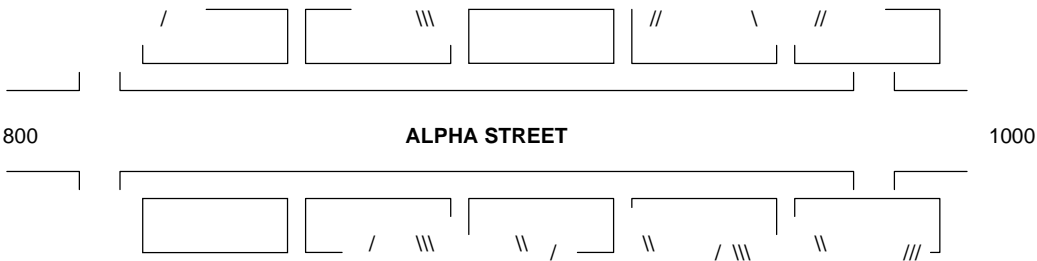 / \\\ // \ //
800 ALPHA STREET 1000
/ \\\ \\ / \\ / \\\ \\ ///